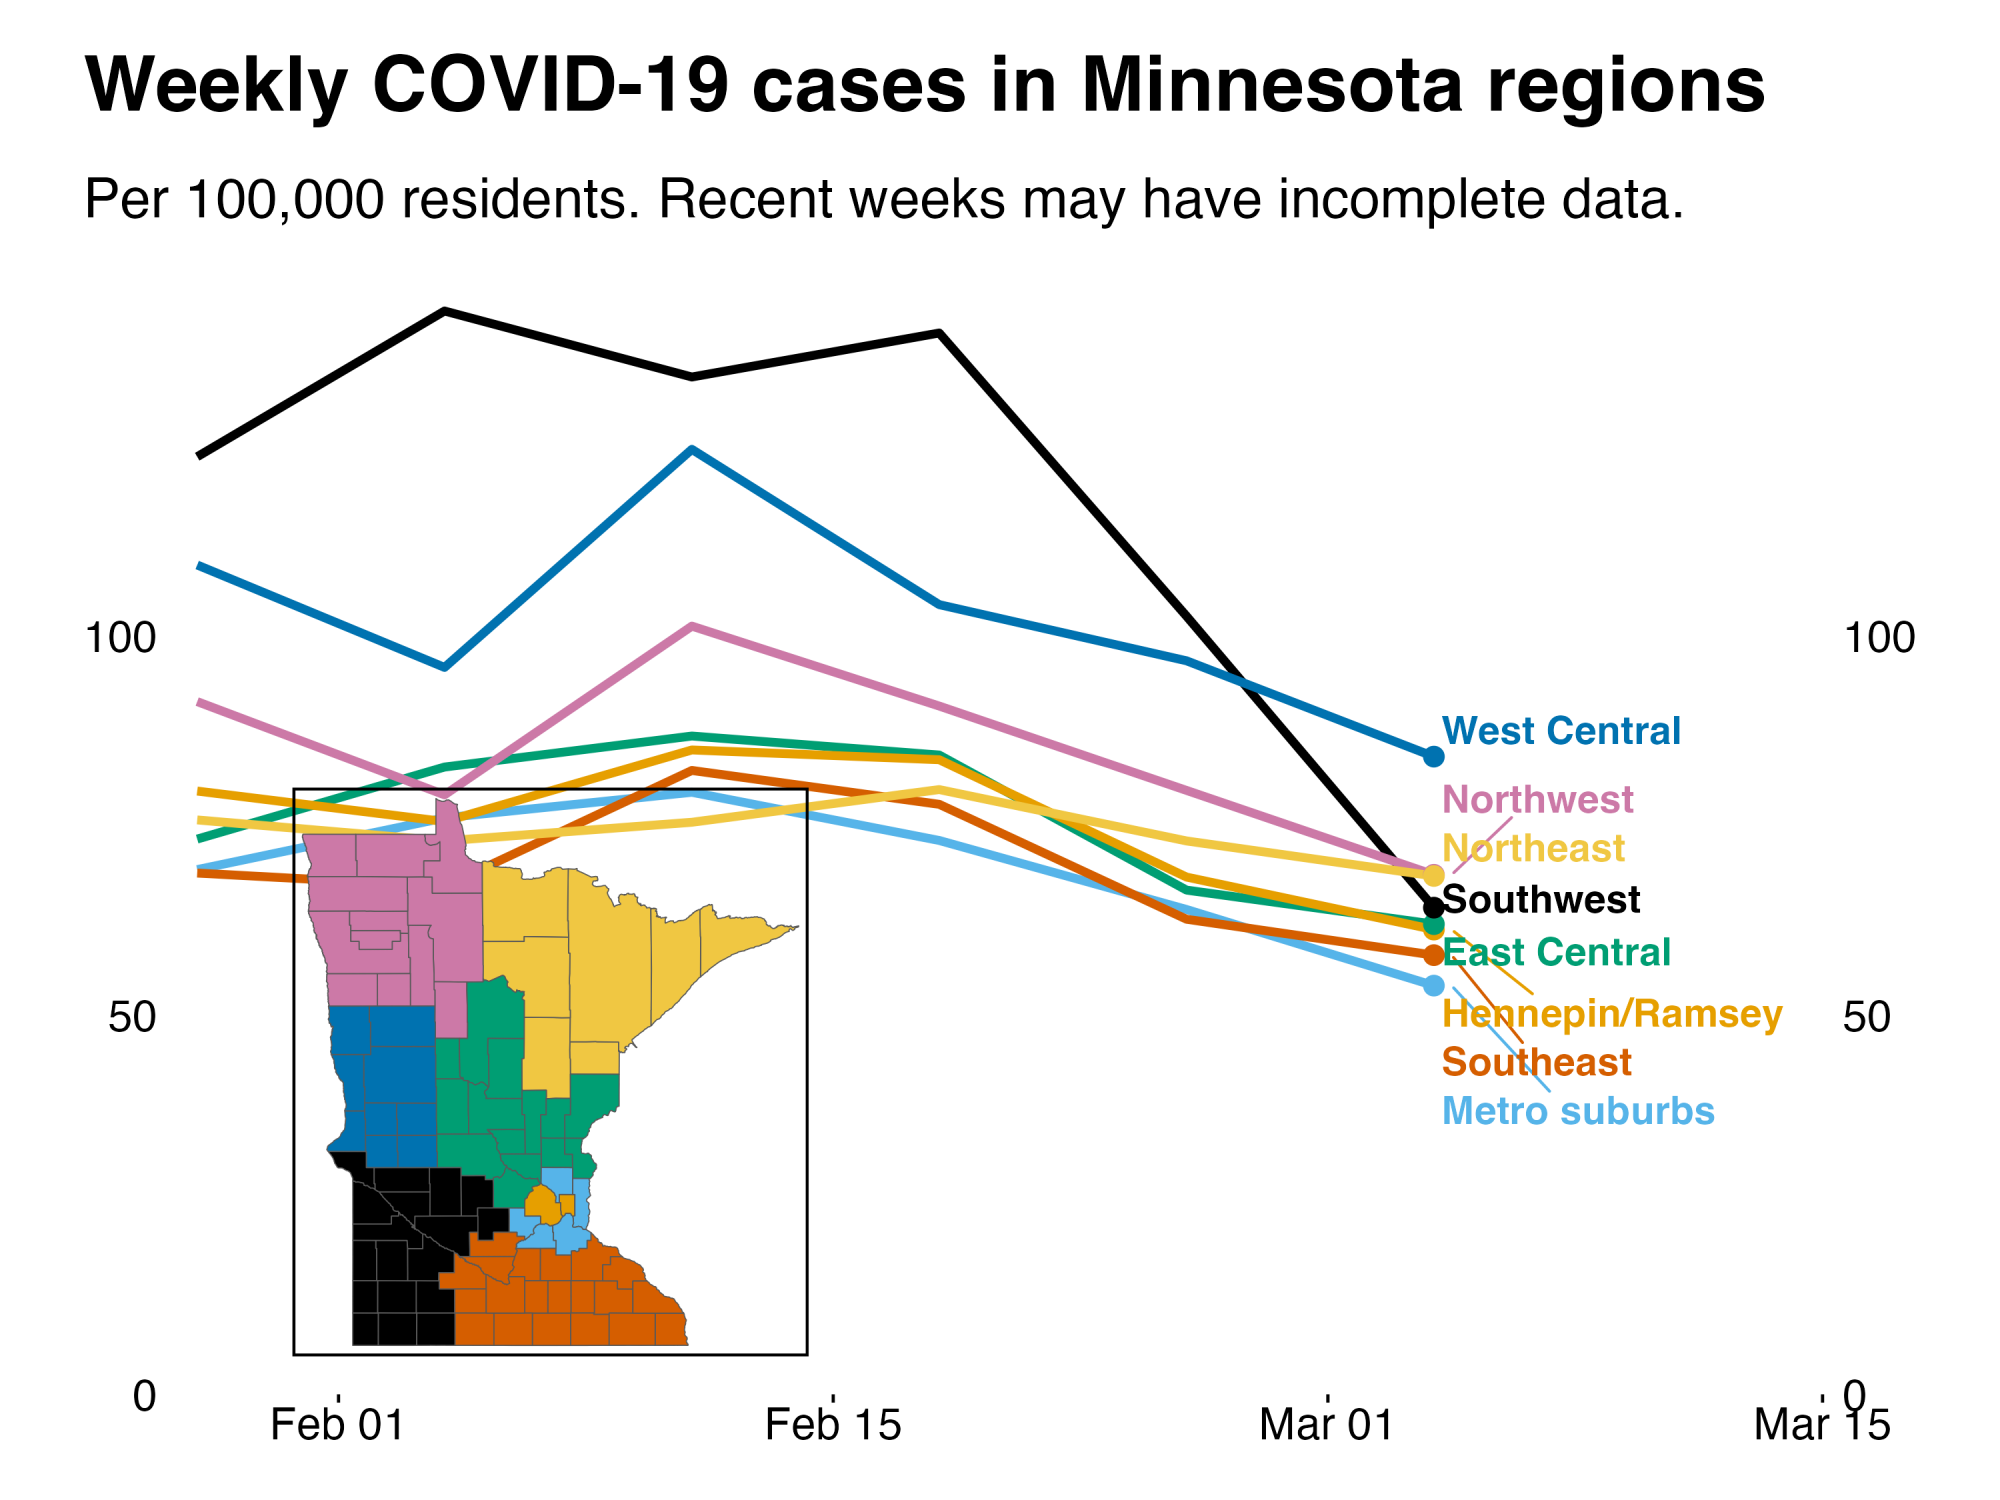 Weekly COVID-19 cases in Minnesota regions
Per 100,000 residents. Recent weeks may have incomplete data.
100
50
0
100
50
0
West Central
Northwest
Northeast
Southwest
East Central
Hennepin/Ramsey
Southeast
Metro suburbs
Feb 01
Feb 15
Mar 01
Mar 15